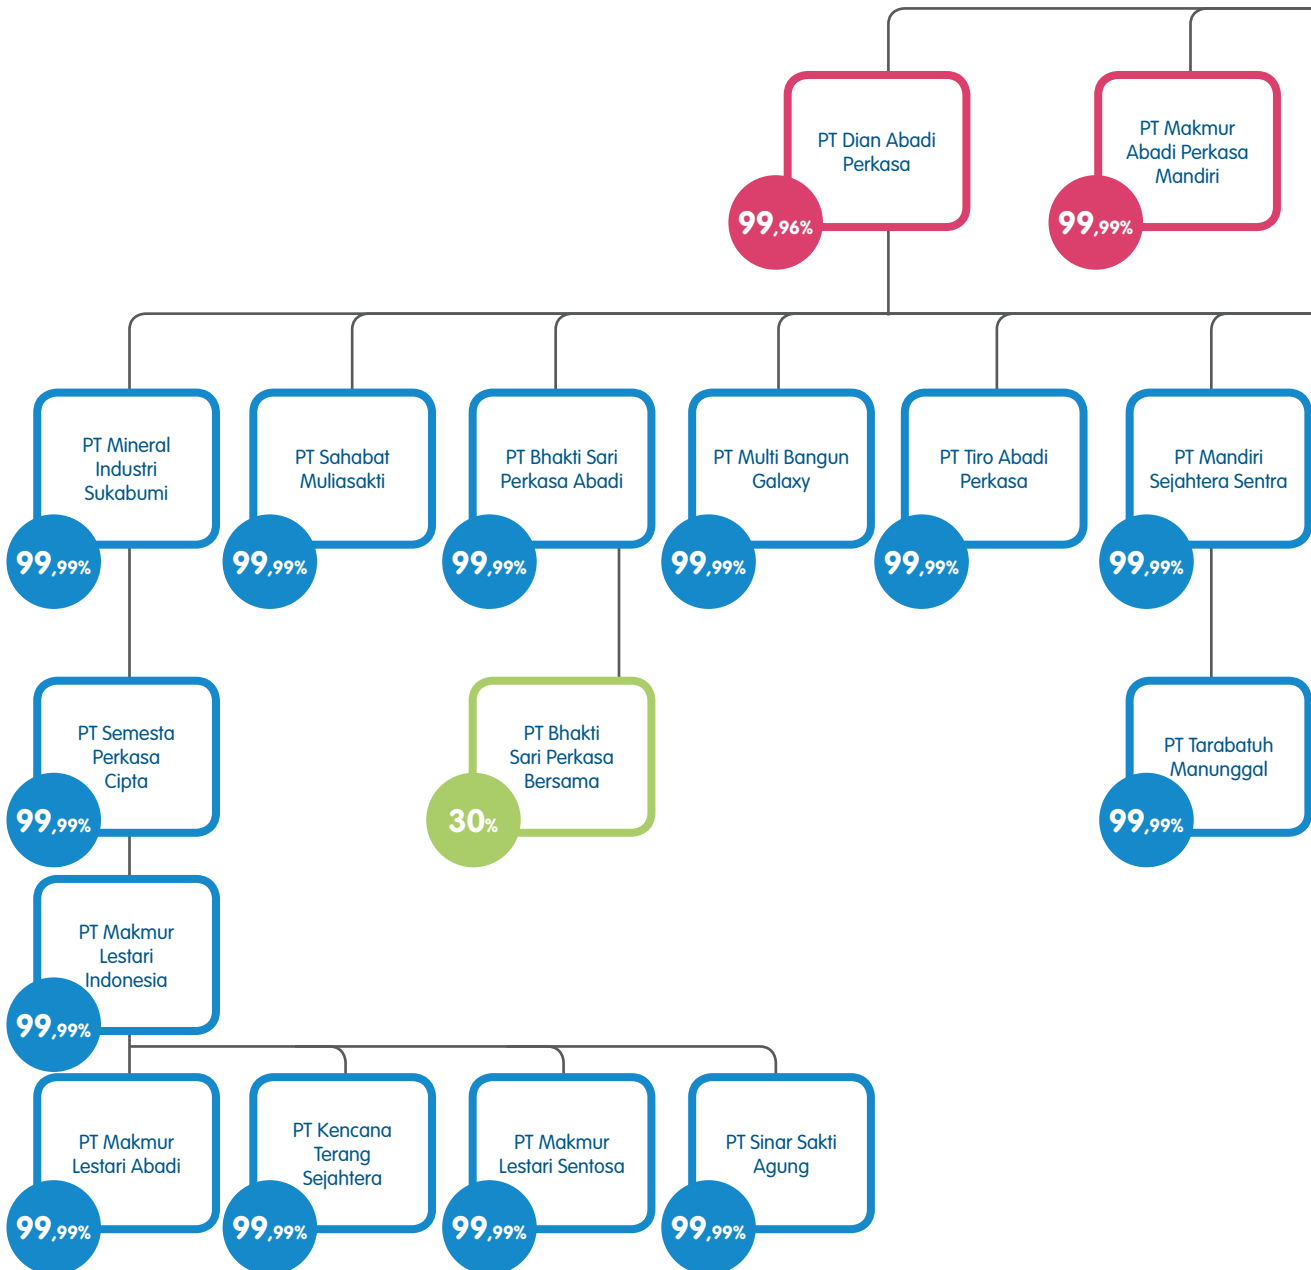 PT Dian Abadi
Perkasa
99,96%
PT Makmur
Abadi Perkasa
Mandiri
99,99%
PT Mineral
Industri
Sukabumi
99,99%
PT Sahabat
Muliasakti
99,99%
PT Bhakti Sari
Perkasa Abadi
99,99%
PT Multi Bangun
Galaxy
99,99%
PT Tiro Abadi
Perkasa
99,99%
PT Mandiri
Sejahtera Sentra
99,99%
PT Semesta
Perkasa
Cipta
99,99%
PT Bhakti
Sari Perkasa
Bersama
30%
PT Tarabatuh
Manunggal
99,99%
PT Makmur
Lestari
Indonesia
99,99%
PT Makmur
Lestari Abadi
99,99%
PT Kencana
Terang
Sejahtera
99,99%
PT Makmur
Lestari Sentosa
99,99%
PT Sinar Sakti
Agung
99,99%